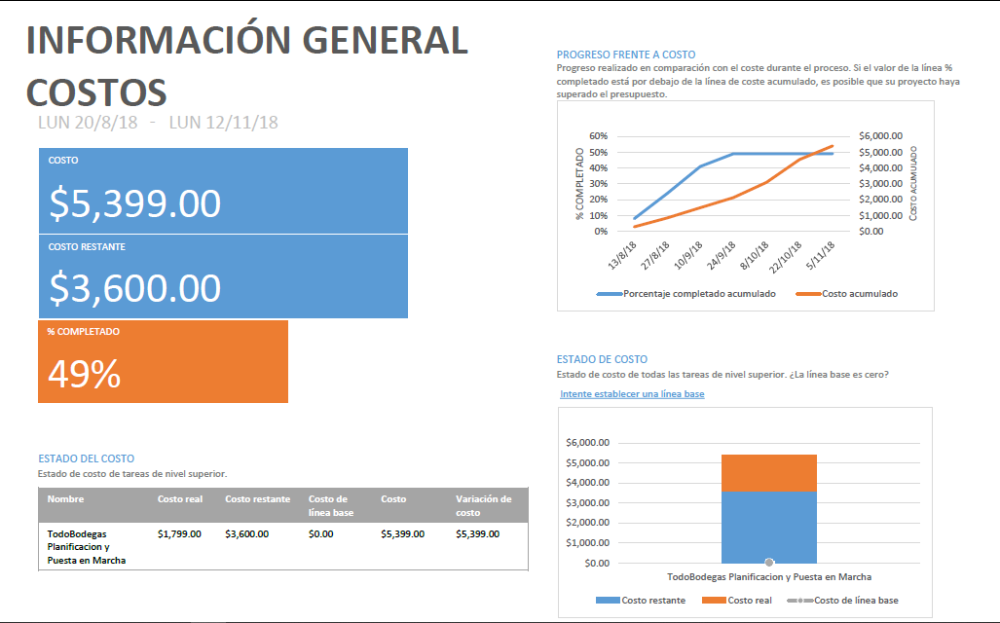 INFORMACIÓN GENERAL
COSTOS
LUN 20/8/18 - LUN 12/11/18
COSTO
$5,399.00
COSTO RESTANTE
$3,600.00
% COMPLETADO
49%
ESTADO DEL COSTO
Estado de costo de tareas de nivel superior.
Nombre Costo real Costo restante Costo de Costo Variación de
línea base costo
TodoBodegas $1,799.00 $3,600.00 $0.00 $5,399.00 $5,399.00
Planificacion y
Puesta en Marcha
PROGRESO FRENTE A COSTO
Progreso realizado en comparación con el coste durante el proceso. Si el valor de la línea %
completado está por debajo de la línea de coste acumulado, es posible que su proyecto haya
superado el presupuesto.
60% $6,000.00
50% $5,000.00
40% $4,000.00
30% $3,000.00
20% $2,000.00
10% $1,000.00
0% $0.00
% COMPLETADO
COSTO ACUMULADO
13/8/18 27/8/18 10/9/18 24/9/18 8/10/18 22/10/18 5/11/18
Porcentaje completado acumulado Costo acumulado
ESTADO DE COSTO
Estado de costo de todas las tareas de nivel superior. ¿La línea base es cero?
Intente establecer una línea base
$6,000.00
$5,000.00
$4,000.00
$3,000.00
$2,000.00
$1,000.00
$0.00
TodoBodegas Planificacion y Puesta en Marcha
Costo restante Costo real Costo de línea base